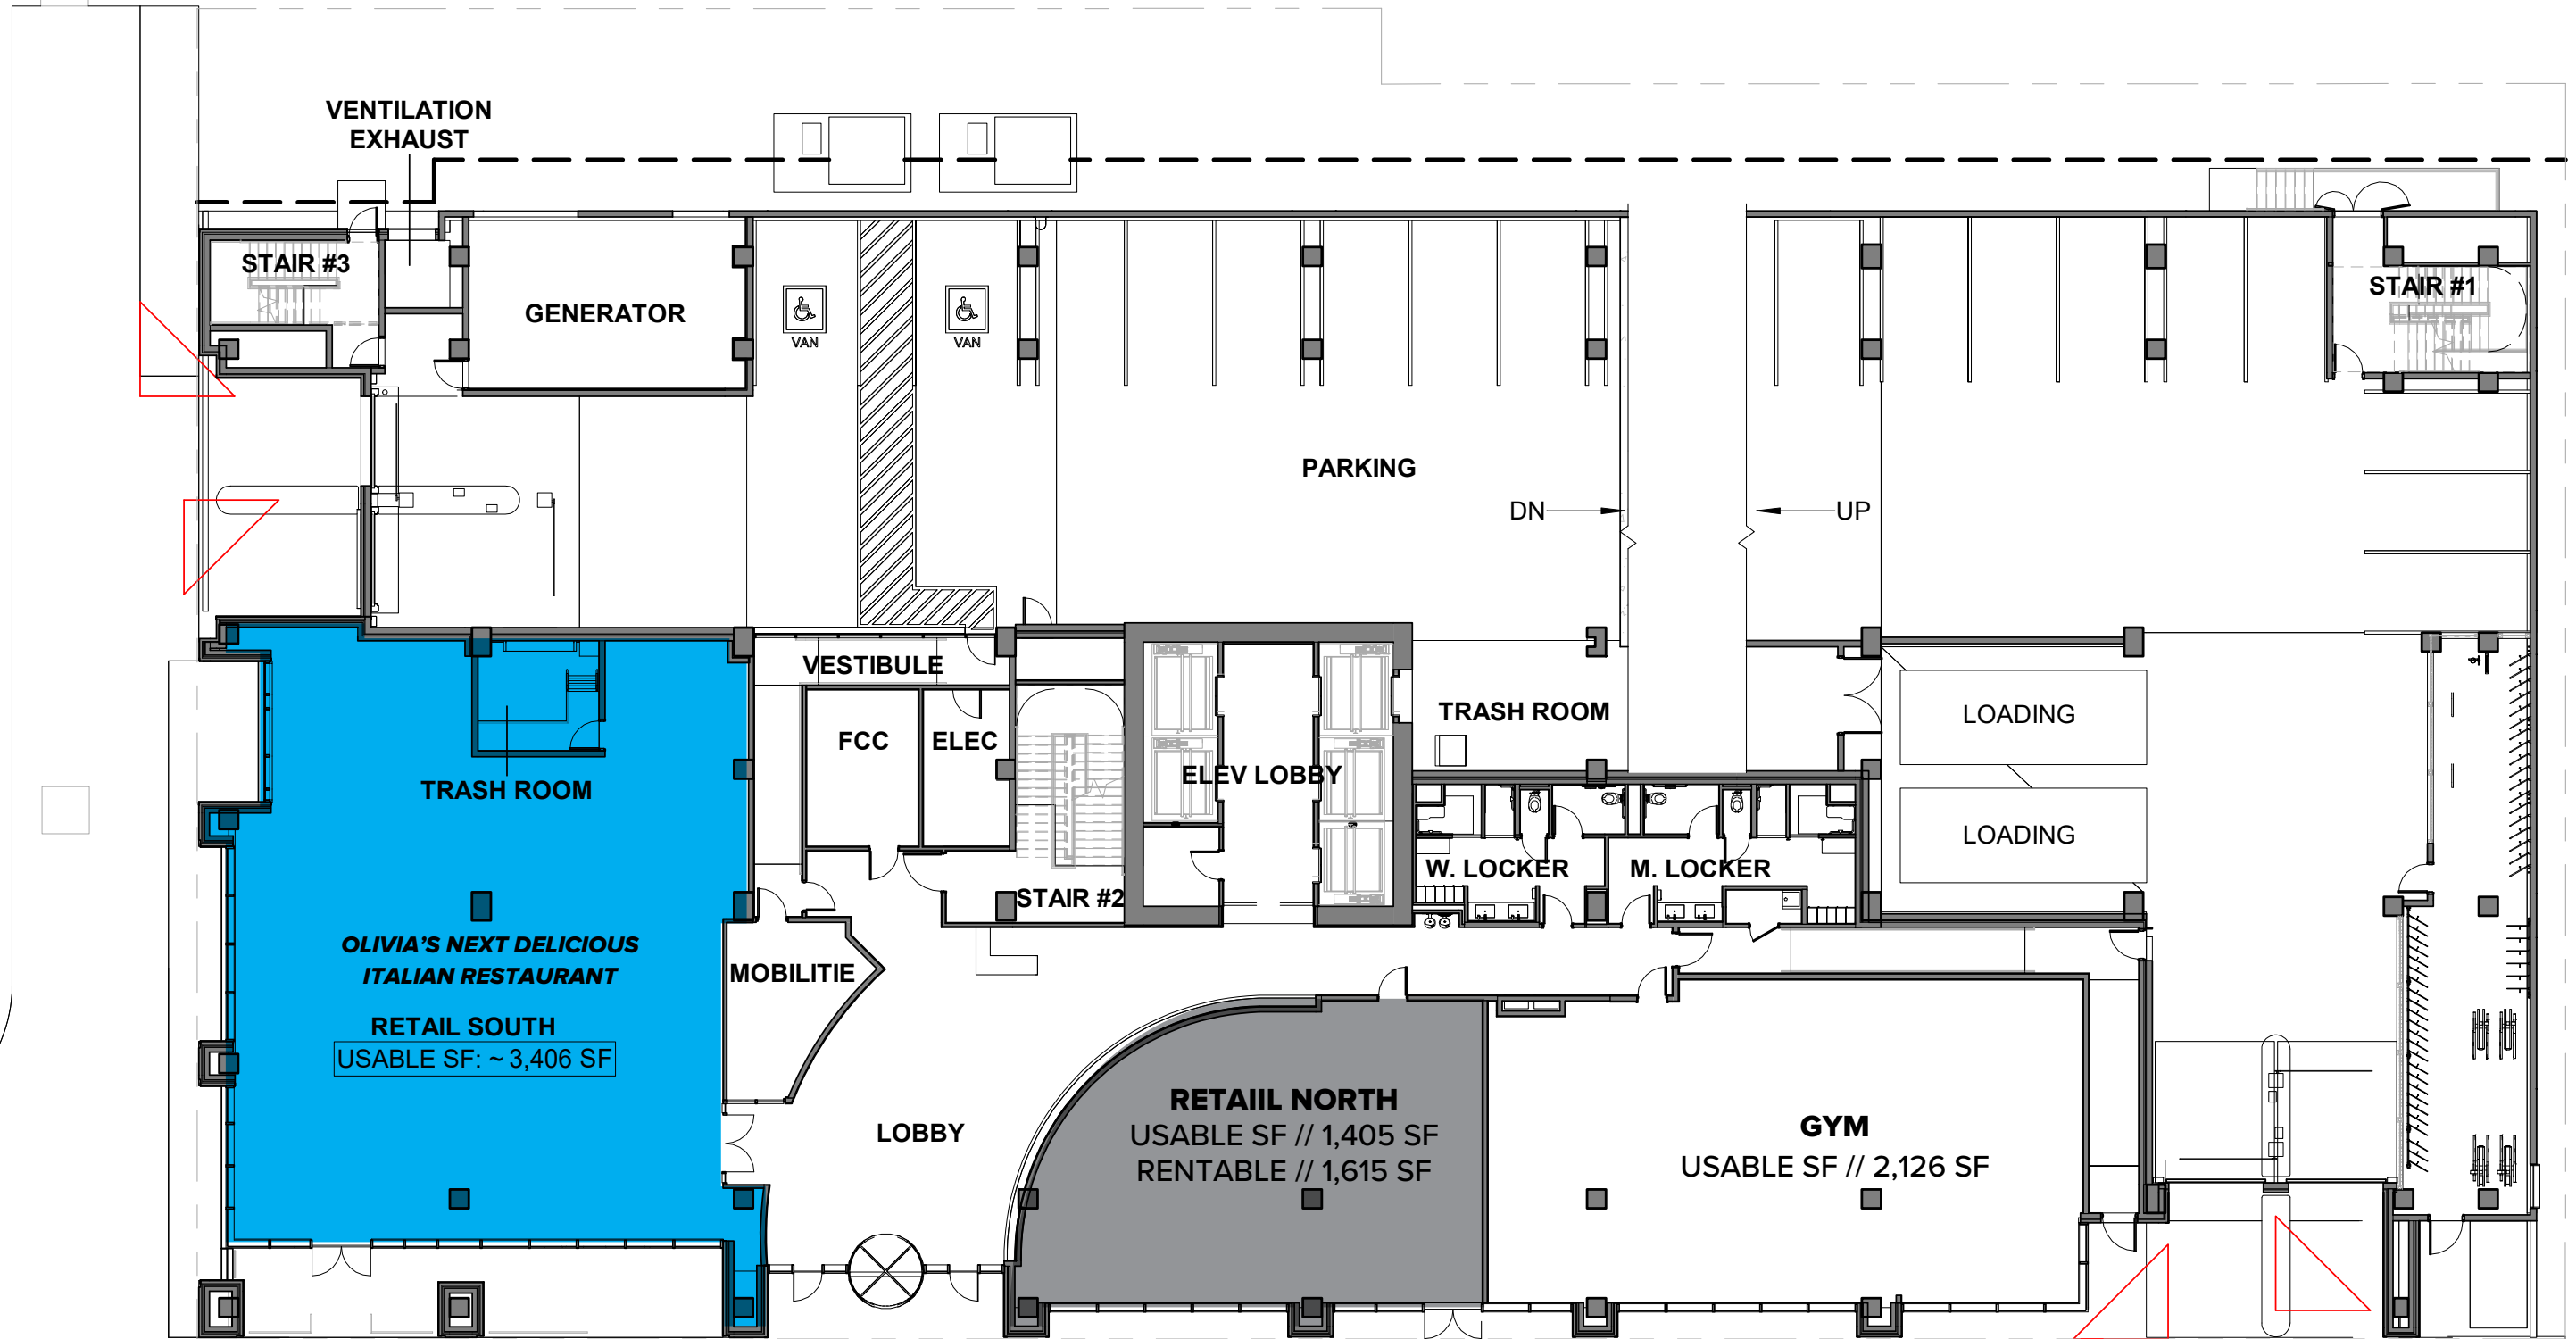 VENTILATION
EXHAUST
STAIR #3
GENERATOR
VAN
VAN
STAIR #1
PARKING
DN
UP
VESTIBULE
FCC
ELEC
TRASH ROOM
ELEV LOBBY
TRASH ROOM
LOADING
LOADING
STAIR #2
W. LOCKER
M. LOCKER
OLIVIA'S NEXT DELICIOUS
ITALIAN RESTAURANT
RETAIL SOUTH
USABLE SF: ~ 3,406 SF
MOBILITIE
LOBBY
RETAIIL NORTH
USABLE SF // 1,405 SF
RENTABLE // 1,615 SF
GYM
USABLE SF // 2,126 SF